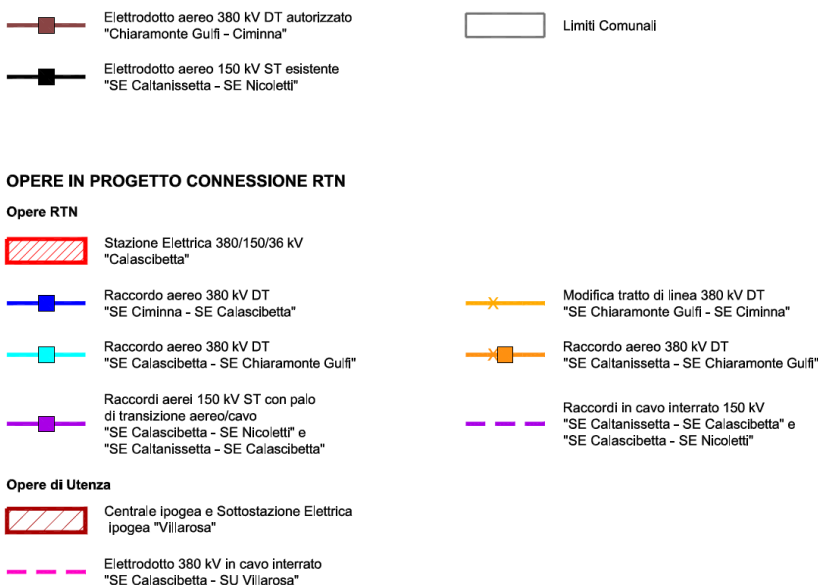 Elettrodotto aereo 380 kV DT autorizzato
"Chiaramonte Gulfi - Ciminna"
Limiti Comunali
Elettrodotto aereo 150 kV ST esistente
"SE Caltanissetta - SE Nicoletti"
OPERE IN PROGETTO CONNESSIONE RTN
Opere RTN
Stazione Elettrica 380/150/36 kV
"Calascibetta"
Raccordo aereo 380 kV DT
"SE Ciminna - SE Calascibetta"
Modifica tratto di linea 380 kV DT
"SE Chiaramonte Gulfi - SE Ciminna"
Raccordo aereo 380 kV DT
"SE Calascibetta - SE Chiaramonte Gulfi"
Raccordo aereo 380 kV DT
"SE Caltanissetta - SE Chiaramonte Gulfi"
Raccordi aerei 150 kV ST con palo
di transizione aereo/cavo
"SE Calascibetta - SE Nicoletti" e
"SE Caltanissetta - SE Calascibetta"
Raccordi in cavo interrato 150 kV
"SE Caltanissetta - SE Calascibetta" e
"SE Calascibetta - SE Nicoletti"
Opere di Utenza
Centrale ipogea e Sottostazione Elettrica
ipogea "Villarosa"
Elettrodotto 380 kV in cavo interrato
"SE Calascibetta - SU Villarosa"